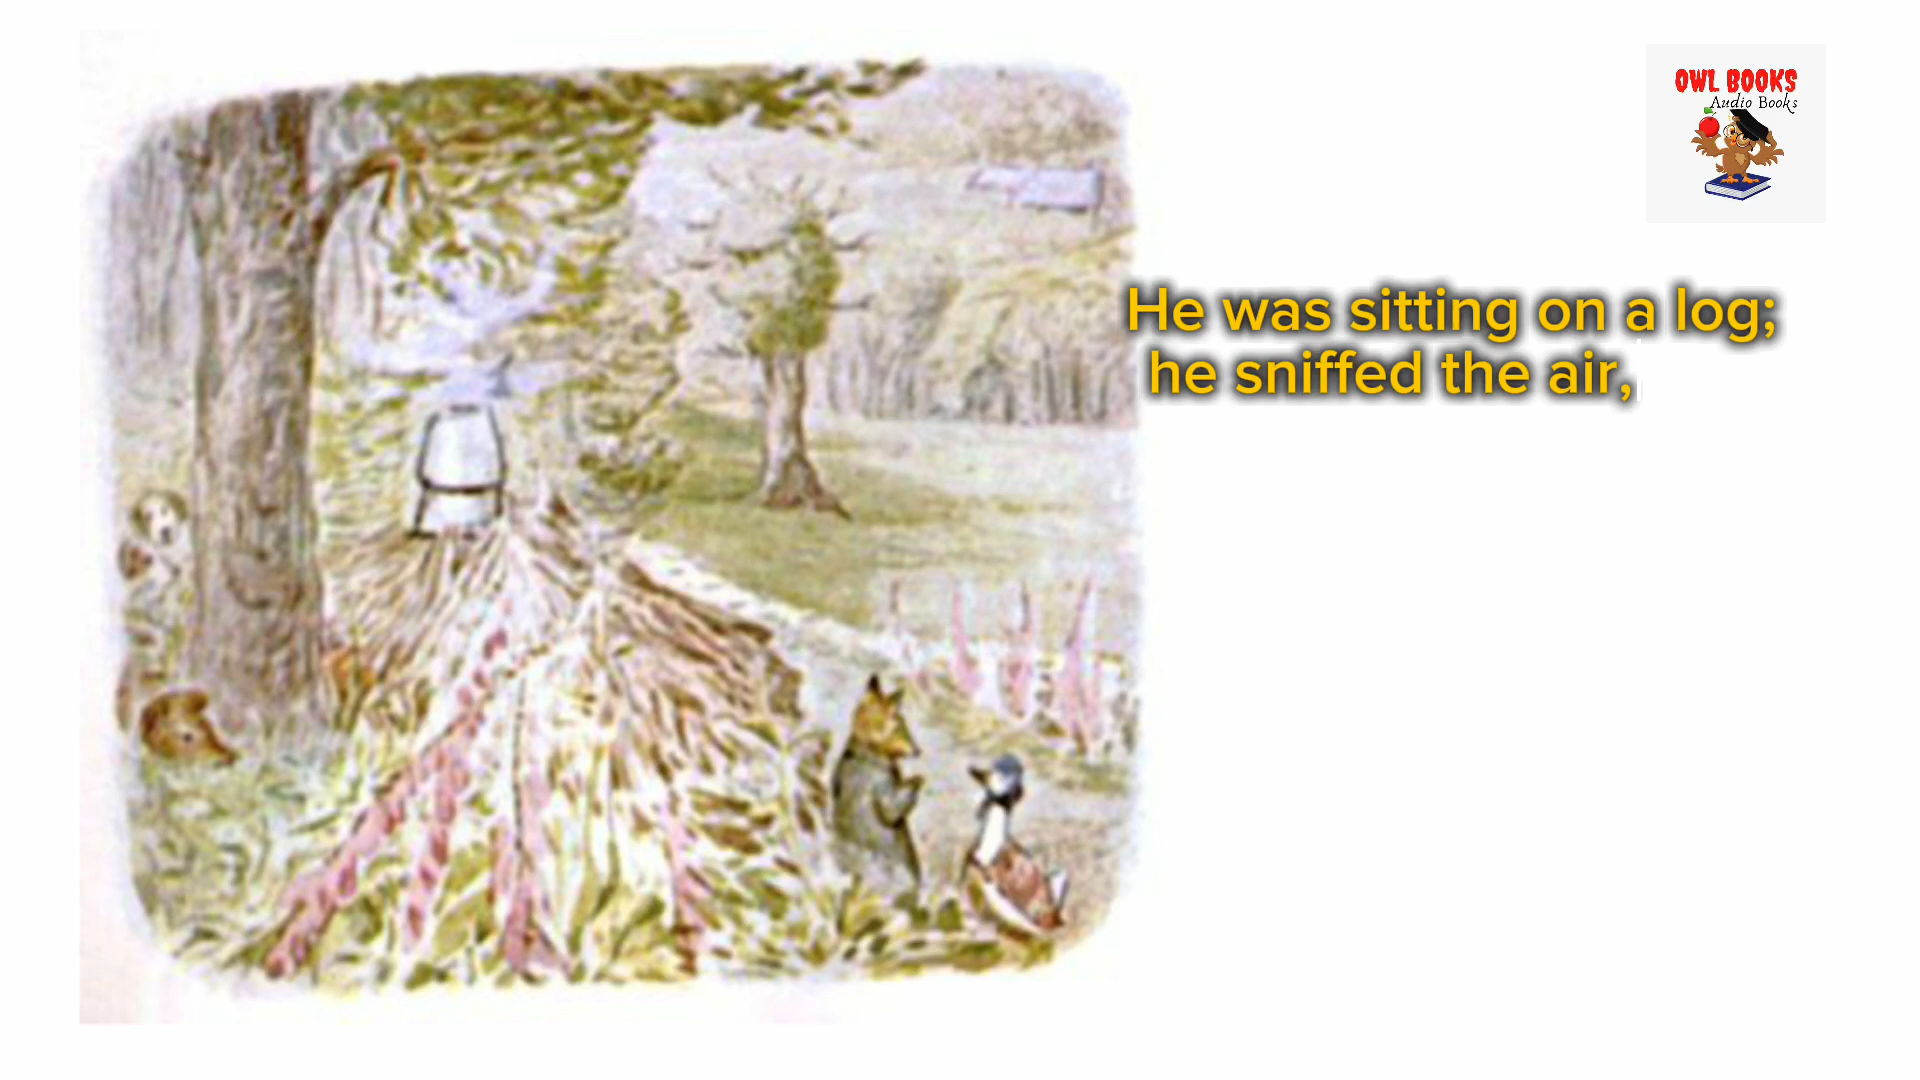 OWL BOOKS
Audio Books
He was sitting on a log;
he sniffed the air,